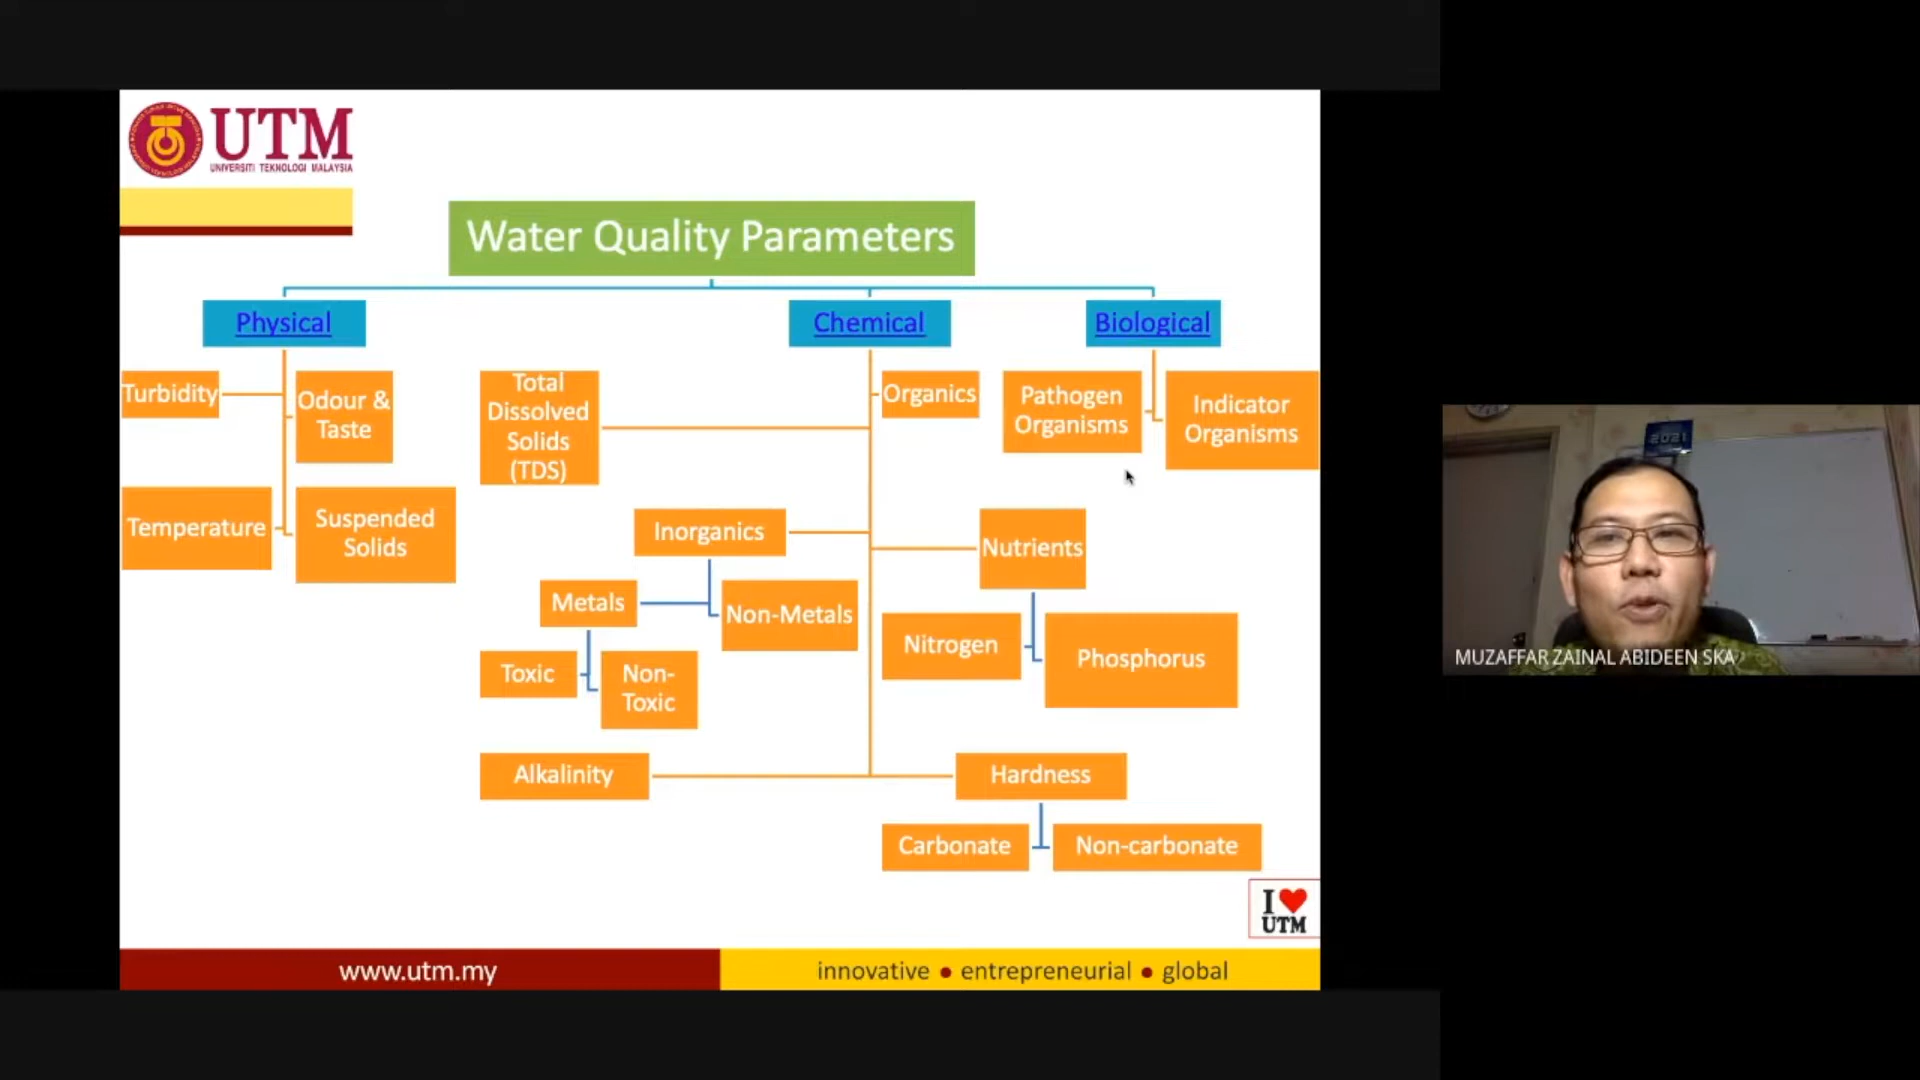 UTM
UNIVERSITI TEKNOLOGI MALAYSIA
Water Quality Parameters
Physical
Chemical
Biological
Turbidity
Odour &
Taste
Temperature
Suspended
Solids
Total
Dissolved
Solids
(TDS)
Organics
Inorganics
Metals
Non-Metals
Toxic
Non-
Toxic
Nutrients
Nitrogen
Phosphorus
Alkalinity
Hardness
Carbonate
Non-carbonate
Pathogen
Organisms
Indicator
Organisms
I ♥
UTM
www.utm.my
innovative ● entrepreneurial ● global
2021
MUZAFFAR ZAINAL ABIDEEN SKA